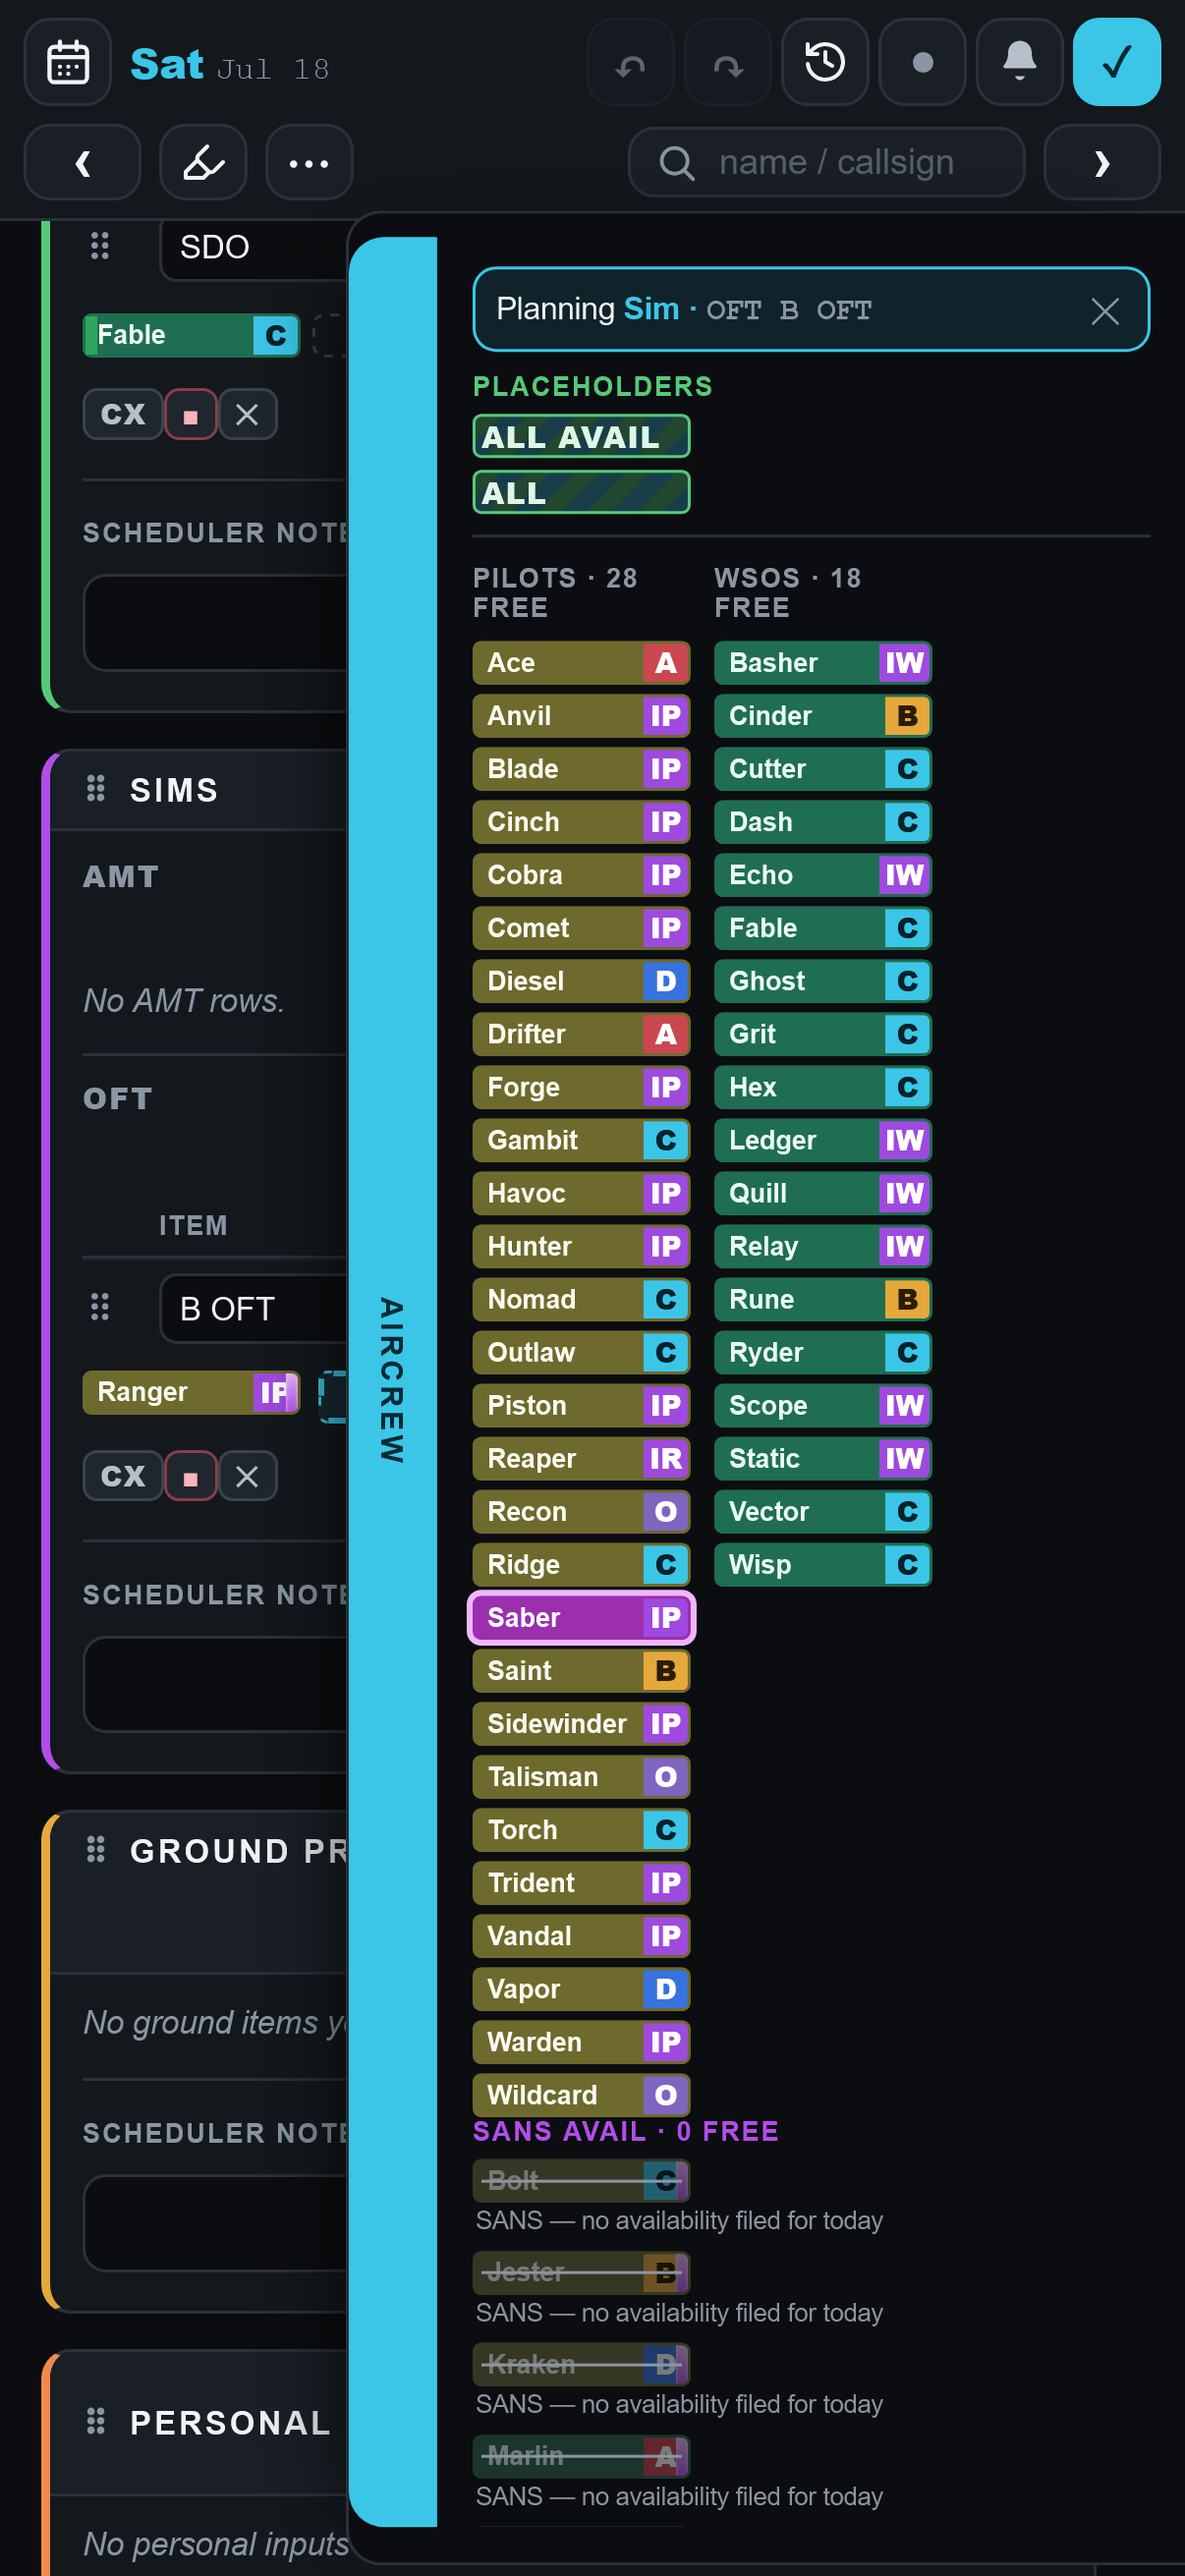 Sat Jul 18
name / callsign
SDO
Fable C
CX
SCHEDULER NOTE
SIMS
AMT
No AMT rows.
OFT
ITEM
B OFT
Ranger IP
CX
SCHEDULER NOTE
GROUND PR
No ground items y
SCHEDULER NOTE
PERSONAL
No personal inputs
AIRCREW
Planning Sim · OFT B OFT
PLACEHOLDERS
ALL AVAIL
ALL
PILOTS · 28 FREE
Ace A
Anvil IP
Blade IP
Cinch IP
Cobra IP
Comet IP
Diesel D
Drifter A
Forge IP
Gambit C
Havoc IP
Hunter IP
Nomad C
Outlaw C
Piston IP
Reaper IR
Recon O
Ridge C
Saber IP
Saint B
Sidewinder IP
Talisman O
Torch C
Trident IP
Vandal IP
Vapor D
Warden IP
Wildcard O
WSOS · 18 FREE
Basher IW
Cinder B
Cutter C
Dash C
Echo IW
Fable C
Ghost C
Grit C
Hex C
Ledger IW
Quill IW
Relay IW
Rune B
Ryder C
Scope IW
Static IW
Vector C
Wisp C
SANS AVAIL · 0 FREE
Bolt C
SANS — no availability filed for today
Jester B
SANS — no availability filed for today
Kraken D
SANS — no availability filed for today
Marlin A
SANS — no availability filed for today